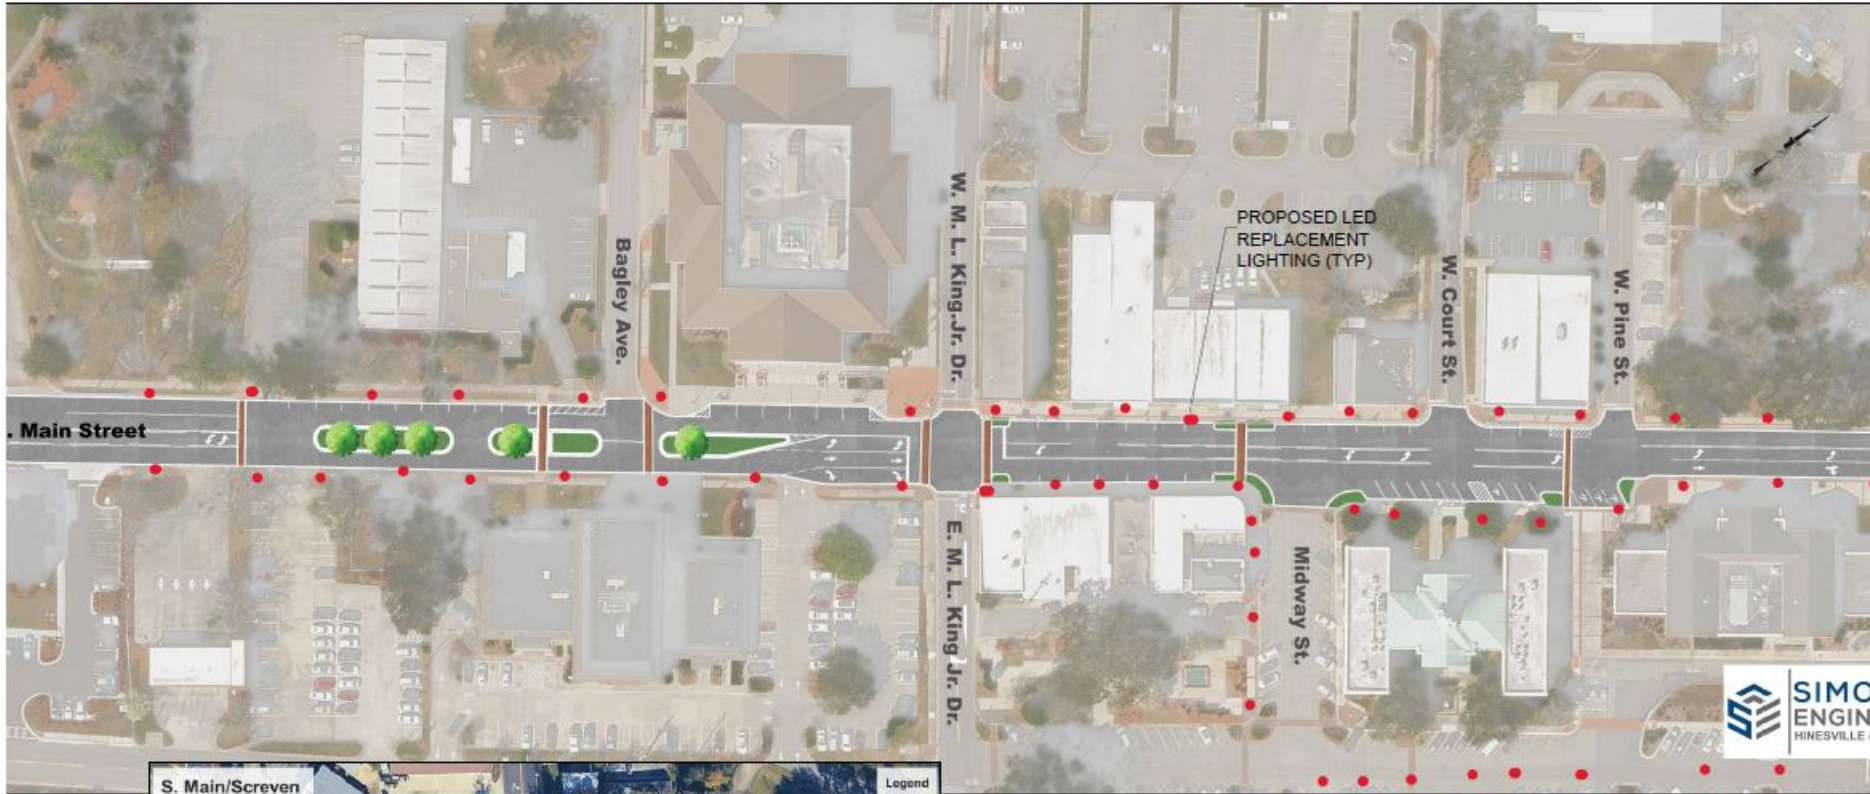 PROPOSED LED
REPLACEMENT
LIGHTING (TYP)
Bagley Ave.
W. M. L. King Jr. Dr.
W. Court St.
W. Pine St.
. Main Street
E. M. L. King Jr. Dr.
Midway St.
SIMO
ENGIN
HINESVILLE
S. Main/Screven
Legend